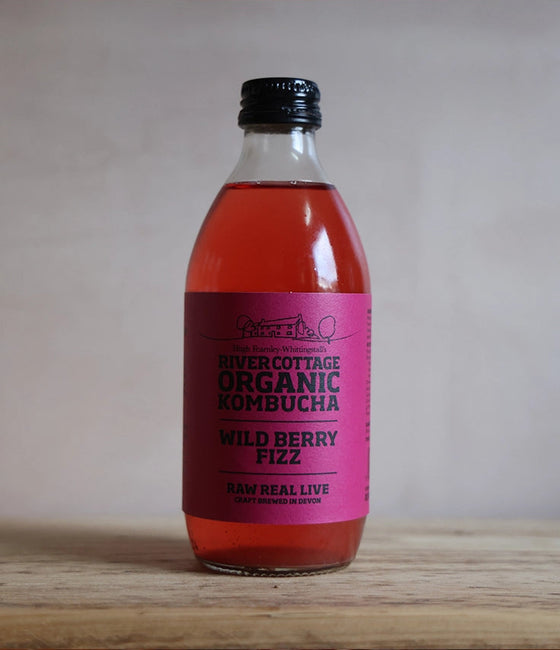 Hugh Fearnley-Whittingstall's
RIVER COTTAGE
ORGANIC
KOMBUCHA
WILD BERRY
FIZZ
RAW REAL LIVE
CRAFT BREWED IN DEVON